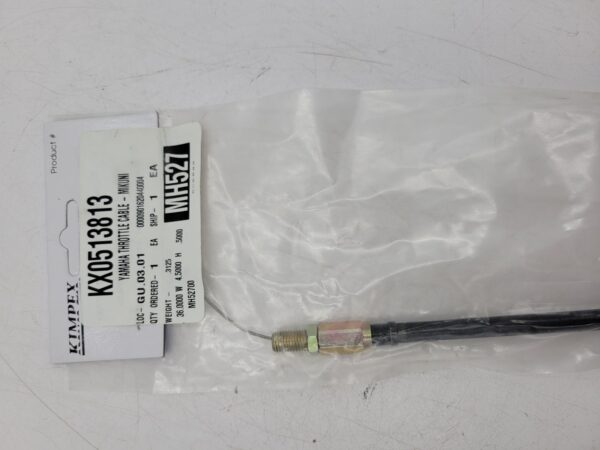 Product #
KIMPEX
KX0513813
YAMAHA THROTTLE CABLE - MIKUNI
LOC- GU.03.01
QTY ORDERED- 1 EA SHIP- 1 EA
WEIGHT - .3125
36.0000 W 4.5000 H .5000
MH52700
MH527